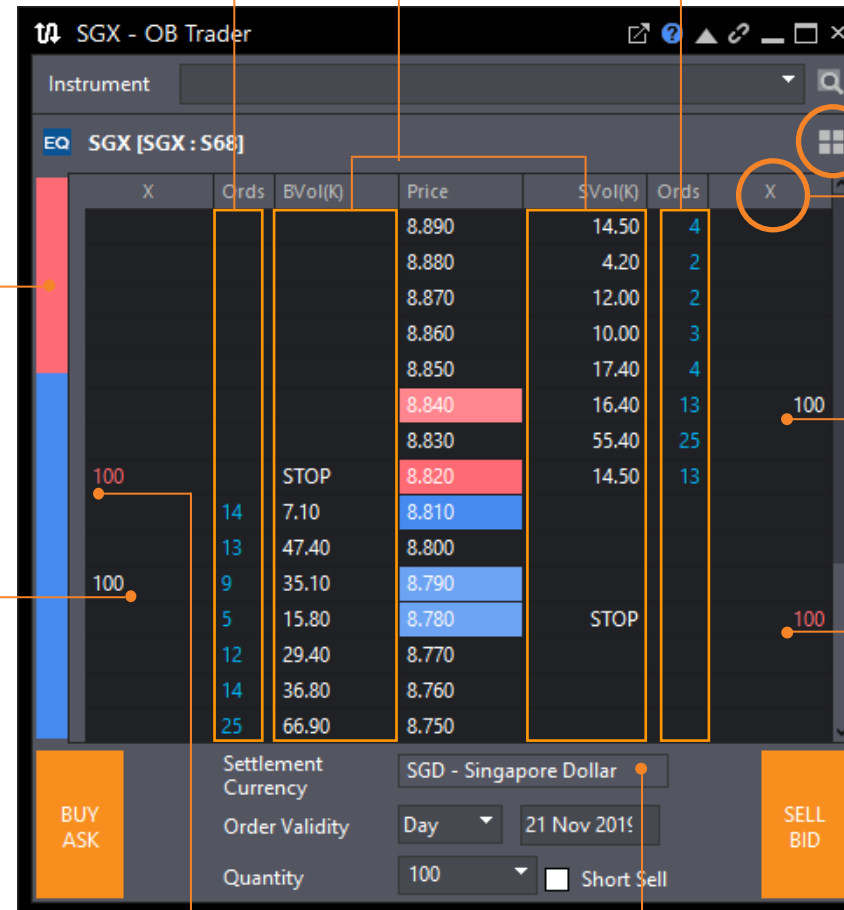 SGX - OB Trader
Instrument
EQ SGX [SGX : S68]
X Ords BVol(K) Price SVol(K) Ords X
8.890 14.50 4
8.880 4.20 2
8.870 12.00 2
8.860 10.00 3
8.850 17.40 4
8.840 16.40 13 100
8.830 55.40 25
100 STOP 8.820 14.50 13
14 7.10 8.810
13 47.40 8.800
100 9 35.10 8.790
5 15.80 8.780 STOP 100
12 29.40 8.770
14 36.80 8.760
25 66.90 8.750
Settlement
Currency
SGD - Singapore Dollar
BUY
ASK
Order Validity Day 21 Nov 2019
SELL
BID
Quantity 100 Short Sell